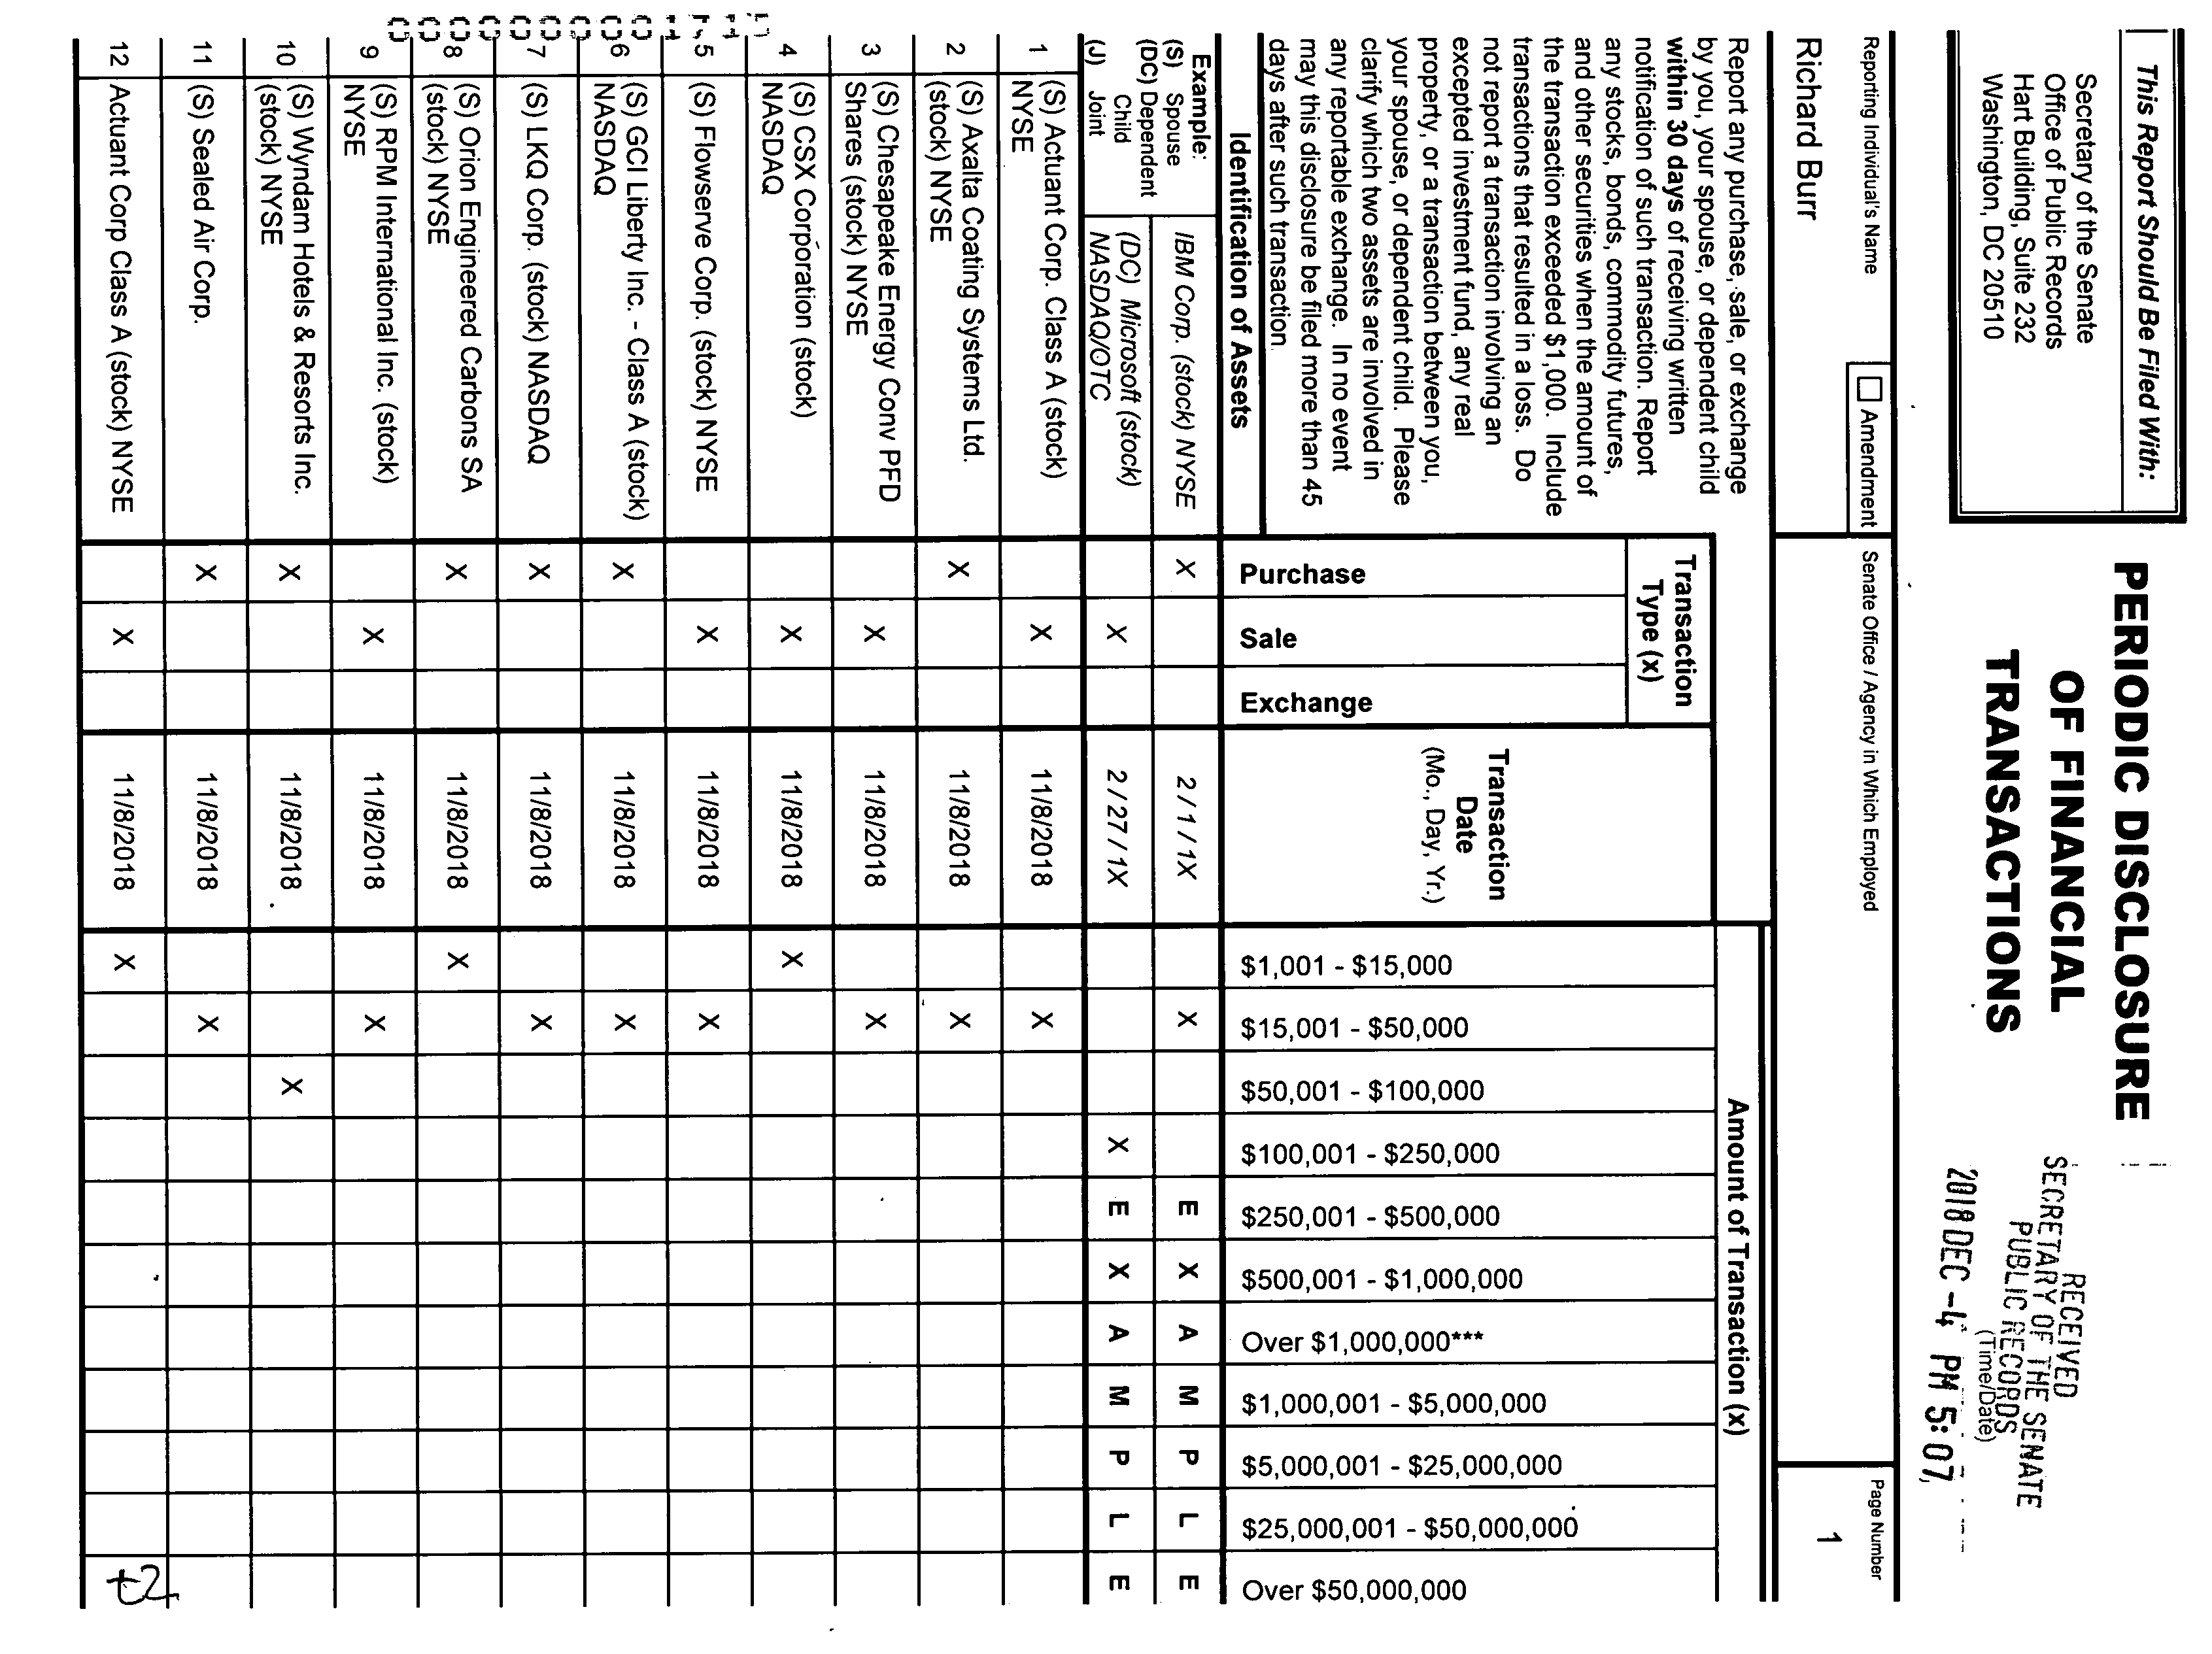 This Report Should Be Filed With:
Secretary of the Senate
Office of Public Records
Hart Building, Suite 232
Washington, DC 20510
PERIODIC DISCLOSURE
OF FINANCIAL
TRANSACTIONS
RECEIVED
SECRETARY OF THE SENATE
PUBLIC RECORDS
(Time/Date)
2018 DEC -4 PM 5:07
Reporting Individual's Name
Richard Burr
☐ Amendment
Senate Office / Agency in Which Employed
Page Number
1
Report any purchase, sale, or exchange
by you, your spouse, or dependent child
within 30 days of receiving written
notification of such transaction. Report
any stocks, bonds, commodity futures,
and other securities when the amount of
the transaction exceeded $1,000. Include
transactions that resulted in a loss. Do
not report a transaction involving an
excepted investment fund, any real
property, or a transaction between you,
your spouse, or dependent child. Please
clarify which two assets are involved in
any reportable exchange. In no event
may this disclosure be filed more than 45
days after such transaction.
Identification of Assets
Transaction
Type (x)
Purchase
Sale
Exchange
Transaction
Date
(Mo., Day, Yr.)
Amount of Transaction (x)
$1,001 - $15,000
$15,001 - $50,000
$50,001 - $100,000
$100,001 - $250,000
$250,001 - $500,000
$500,001 - $1,000,000
Over $1,000,000***
$1,000,001 - $5,000,000
$5,000,001 - $25,000,000
$25,000,001 - $50,000,000
Over $50,000,000
Example:
(S) Spouse
(DC) Dependent
Child
(J) Joint
IBM Corp. (stock) NYSE X 2 / 1 / 1X X E X A M P L E
(DC) Microsoft (stock)
NASDAQ/OTC X 2 / 27 / 1X X E X A M P L E
1 (S) Actuant Corp. Class A (stock)
NYSE X 11/8/2018 X
2 (S) Axalta Coating Systems Ltd.
(stock) NYSE X 11/8/2018 X
3 (S) Chesapeake Energy Conv PFD
Shares (stock) NYSE X 11/8/2018 X
4 (S) CSX Corporation (stock)
NASDAQ X 11/8/2018 X
5 (S) Flowserve Corp. (stock) NYSE X 11/8/2018 X
6 (S) GCI Liberty Inc. - Class A (stock)
NASDAQ X 11/8/2018 X
7 (S) LKQ Corp. (stock) NASDAQ X 11/8/2018 X
8 (S) Orion Engineered Carbons SA
(stock) NYSE X 11/8/2018 X
9 (S) RPM International Inc. (stock)
NYSE X 11/8/2018 X
10 (S) Wyndam Hotels & Resorts Inc.
(stock) NYSE X 11/8/2018 X
11 (S) Sealed Air Corp. X 11/8/2018 X
12 Actuant Corp Class A (stock) NYSE X 11/8/2018 X